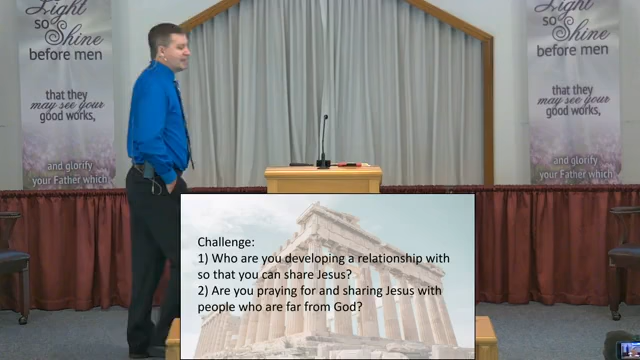 Light
so
Shine
before men
that they
may see your
good works,
and glorify
your Father which
Light
so
Shine
before men
that they
may see your
good works,
and glorify
your Father which
Challenge:
1) Who are you developing a relationship with
so that you can share Jesus?
2) Are you praying for and sharing Jesus with
people who are far from God?